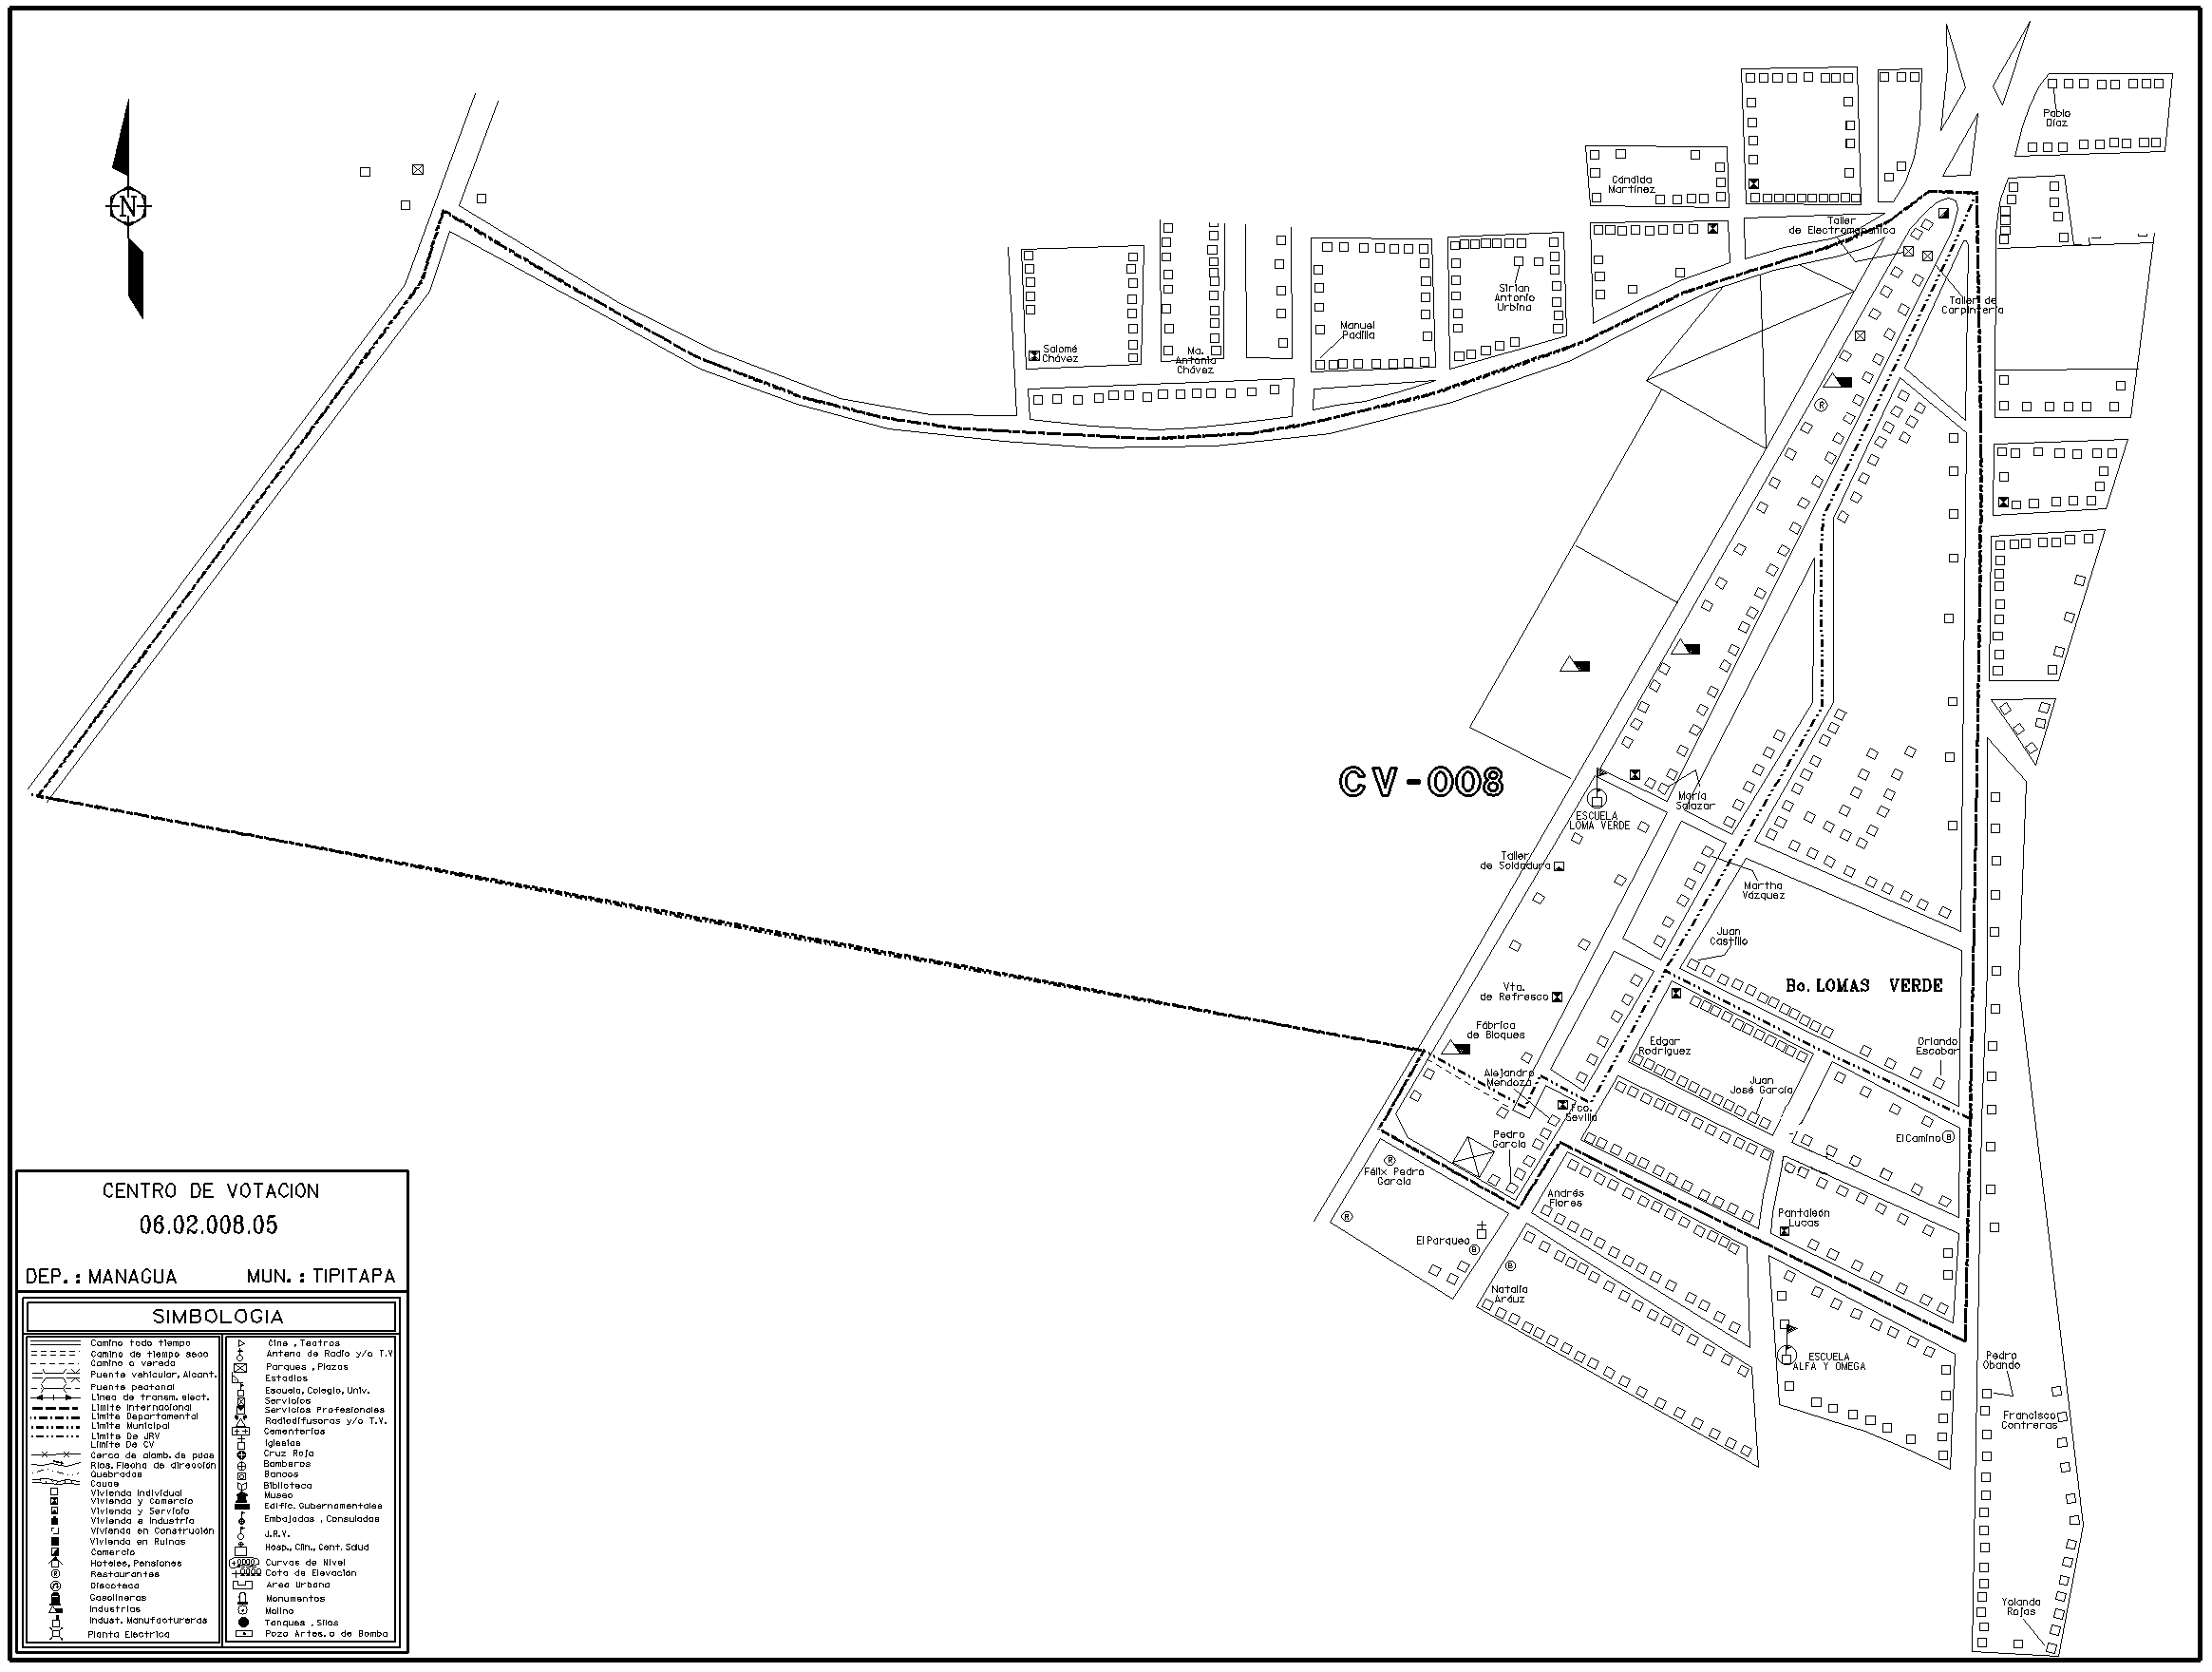 N
Pablo
Díaz
Cándida
Martínez
Taller
de Electromecanica
Sirian
Antonio
Urbina
Taller de
Carpintería
Manuel
Padilla
Salomé
Chávez
Ma.
Antonia
Chávez
R
CV-008
María
Salazar
ESCUELA
LOMA VERDE
Taller
de Soldadura
Martha
Vázquez
Juan
Castillo
Bo. LOMAS VERDE
Vta.
de Refresco
Fábrica
de Bloques
Edgar
Rodríguez
Orlando
Escobar
Alejandro
Mendoza
Juan
José García
Fco.
Sevilla
Pedro
García
El Camino B
R
Félix Pedro
García
Andrés
Flores
R
Pantaleón
Lucas
El Parqueo
B
B
Natalia
Aráuz
ESCUELA
ALFA Y OMEGA
Pedro
Obando
Francisco
Contreras
Yolanda
Rojas
CENTRO DE VOTACION
06.02.008.05
DEP.: MANAGUA MUN.: TIPITAPA
SIMBOLOGIA
Camino todo tiempo
Camino de tiempo seco
Camino o vereda
Puente vehicular, Alcant.
Puente peatonal
Línea de transm. elect.
Límite Internacional
Límite Departamental
Límite Municipal
Límite De JRV
Límite De CV
Cerca de alamb. de puas
Ríos. Flecha de dirección
Quebradas
Cauce
Vivienda Individual
Vivienda y Comercio
Vivienda y Servicio
Vivienda e Industria
Vivienda en Construción
Vivienda en Ruinas
Comercio
Hoteles, Pensiones
Restaurantes
Discoteca
Gasolineras
Industrias
Indust. Manufactureras
Planta Electrica
Cine , Teatros
Antena de Radio y/o T.V
Parques , Plazas
Estadios
Escuela, Colegio, Univ.
Servicios
Servicios Profesionales
Radiodifusoras y/o T.V.
Cementerios
Iglesias
Cruz Roja
Bomberos
Bancos
Biblioteca
Museo
Edific. Gubernamentales
Embajadas , Consulados
J.R.V.
Hosp., Clín., Cent. Salud
Curvas de Nivel
Cota de Elevación
Area Urbana
Monumentos
Molino
Tanques , Silos
Pozo Artes. o de Bomba